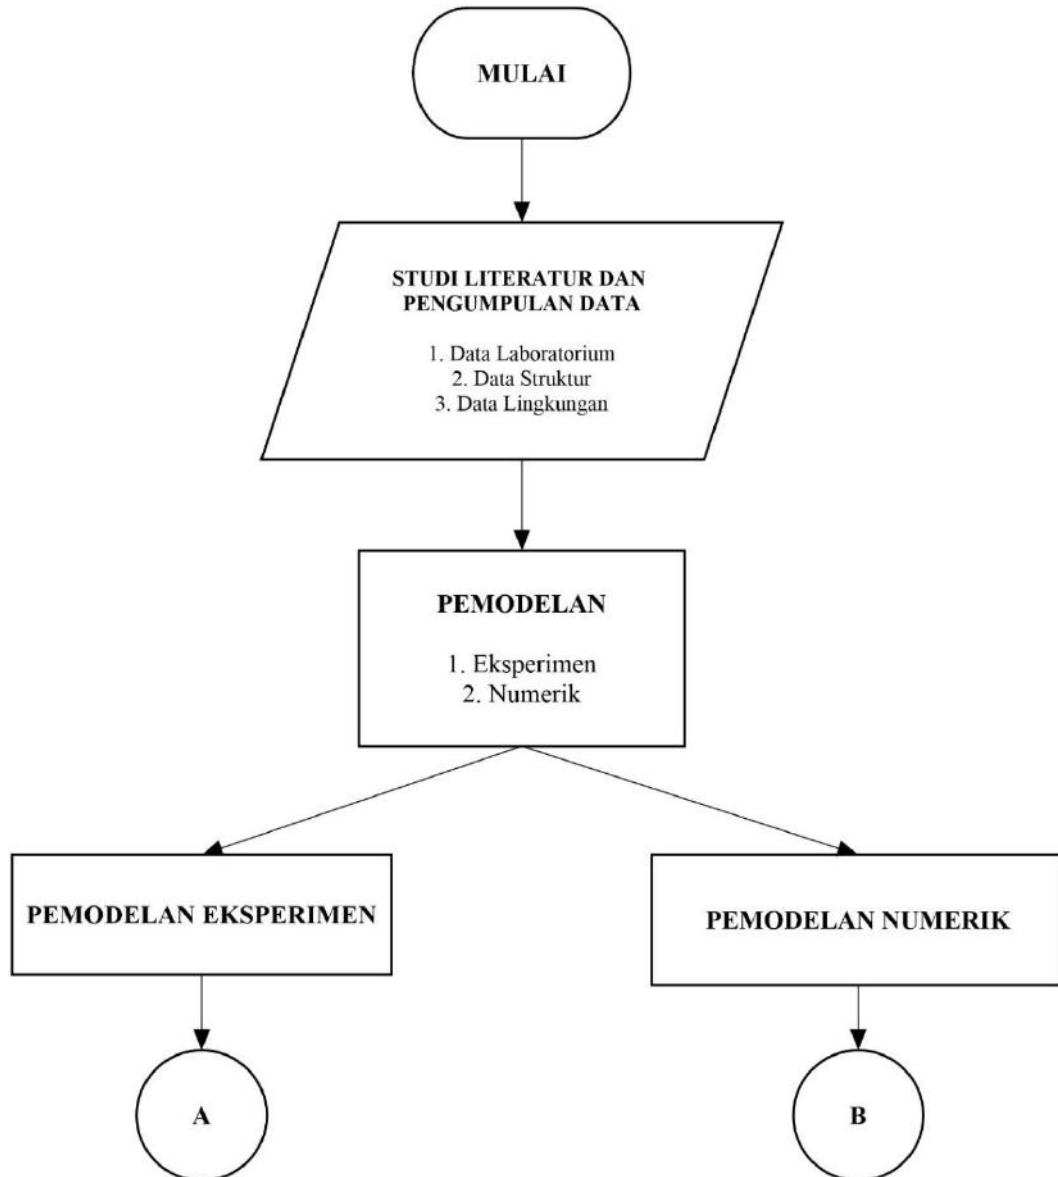 MULAI
STUDI LITERATUR DAN
PENGUMPULAN DATA
1. Data Laboratorium
2. Data Struktur
3. Data Lingkungan
PEMODELAN
1. Eksperimen
2. Numerik
PEMODELAN EKSPERIMEN
PEMODELAN NUMERIK
A
B